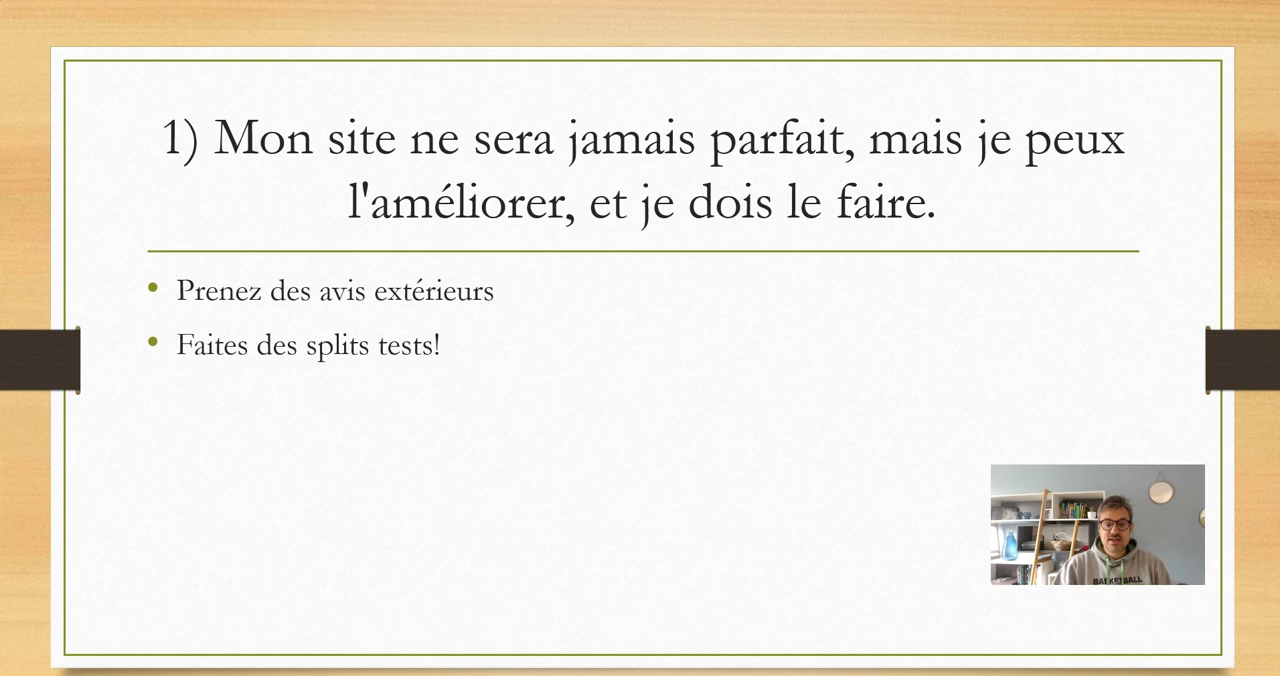 1) Mon site ne sera jamais parfait, mais je peux
l'améliorer, et je dois le faire.
• Prenez des avis extérieurs
• Faites des splits tests!
BASKETBALL